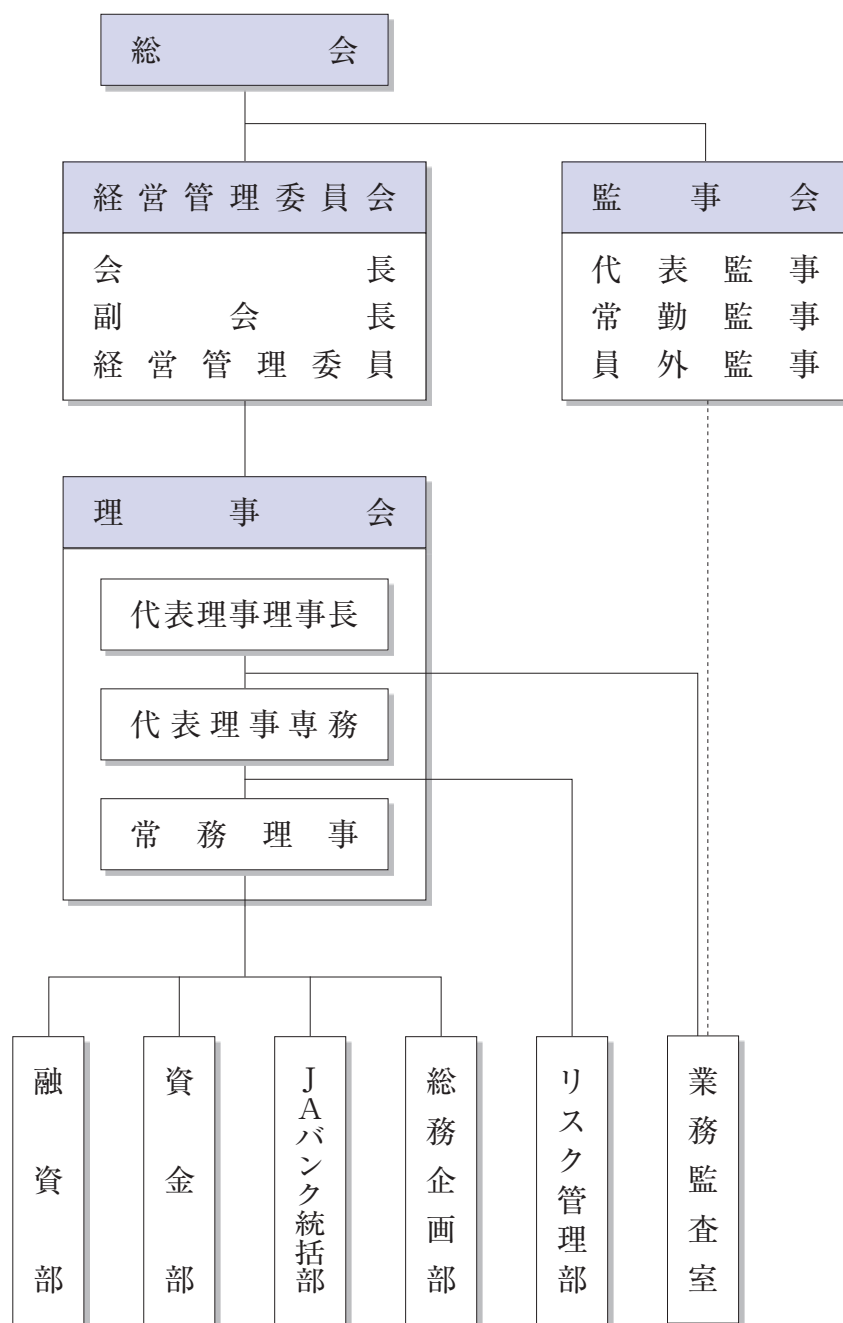 総会
経営管理委員会
会長
副会長
経営管理委員
監事会
代表監事
常勤監事
員外監事
理事会
代表理事理事長
代表理事専務
常務理事
融資部
資金部
JAバンク統括部
総務企画部
リスク管理部
業務監査室